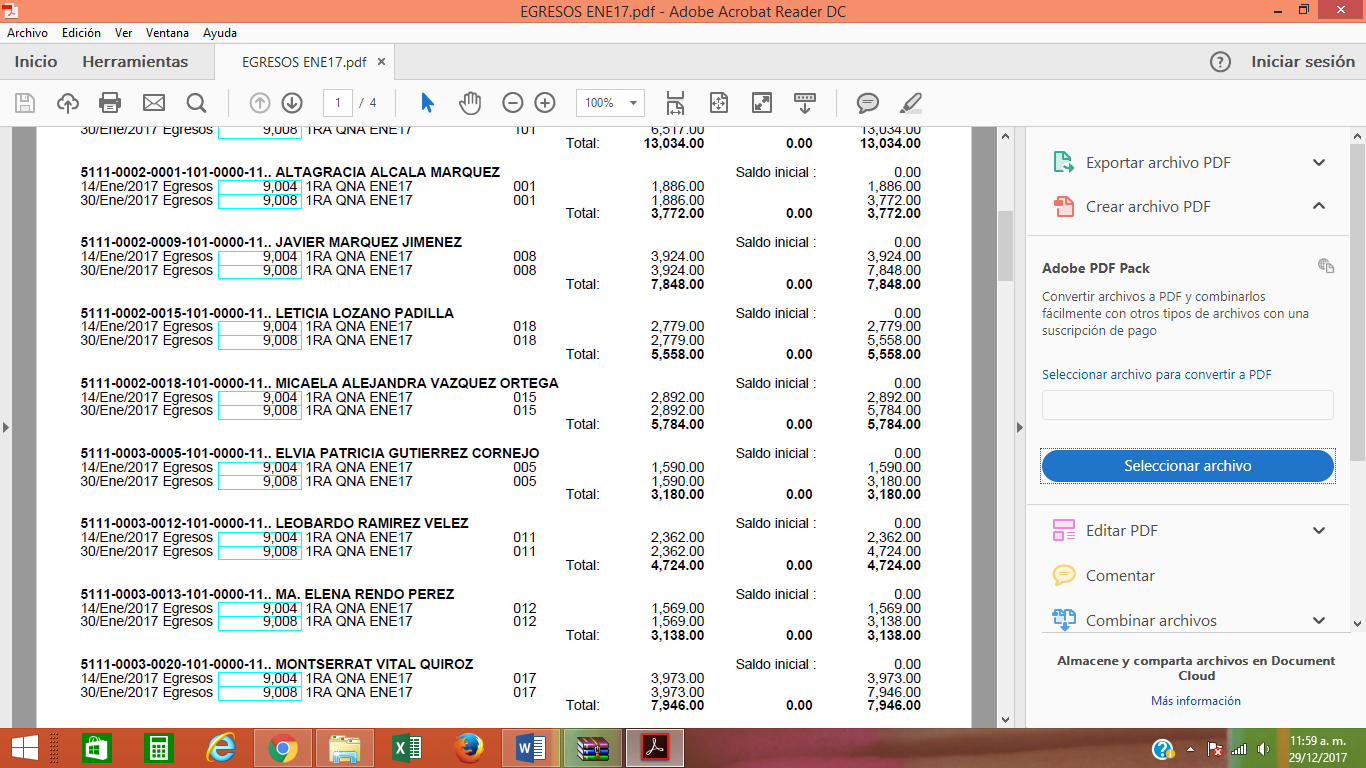 EGRESOS ENE17.pdf - Adobe Acrobat Reader DC
Archivo Edición Ver Ventana Ayuda
Inicio Herramientas EGRESOS ENE17.pdf × Iniciar sesión
1 / 4 100%
30/Ene/2017 Egresos 9,008 1RA QNA ENE17 101 6,517.00 13,034.00
Total: 13,034.00 0.00 13,034.00
5111-0002-0001-101-0000-11.. ALTAGRACIA ALCALA MARQUEZ Saldo inicial : 0.00
14/Ene/2017 Egresos 9,004 1RA QNA ENE17 001 1,886.00 1,886.00
30/Ene/2017 Egresos 9,008 1RA QNA ENE17 001 1,886.00 3,772.00
Total: 3,772.00 0.00 3,772.00
5111-0002-0009-101-0000-11.. JAVIER MARQUEZ JIMENEZ Saldo inicial : 0.00
14/Ene/2017 Egresos 9,004 1RA QNA ENE17 008 3,924.00 3,924.00
30/Ene/2017 Egresos 9,008 1RA QNA ENE17 008 3,924.00 7,848.00
Total: 7,848.00 0.00 7,848.00
5111-0002-0015-101-0000-11.. LETICIA LOZANO PADILLA Saldo inicial : 0.00
14/Ene/2017 Egresos 9,004 1RA QNA ENE17 018 2,779.00 2,779.00
30/Ene/2017 Egresos 9,008 1RA QNA ENE17 018 2,779.00 5,558.00
Total: 5,558.00 0.00 5,558.00
5111-0002-0018-101-0000-11.. MICAELA ALEJANDRA VAZQUEZ ORTEGA Saldo inicial : 0.00
14/Ene/2017 Egresos 9,004 1RA QNA ENE17 015 2,892.00 2,892.00
30/Ene/2017 Egresos 9,008 1RA QNA ENE17 015 2,892.00 5,784.00
Total: 5,784.00 0.00 5,784.00
5111-0003-0005-101-0000-11.. ELVIA PATRICIA GUTIERREZ CORNEJO Saldo inicial : 0.00
14/Ene/2017 Egresos 9,004 1RA QNA ENE17 005 1,590.00 1,590.00
30/Ene/2017 Egresos 9,008 1RA QNA ENE17 005 1,590.00 3,180.00
Total: 3,180.00 0.00 3,180.00
5111-0003-0012-101-0000-11.. LEOBARDO RAMIREZ VELEZ Saldo inicial : 0.00
14/Ene/2017 Egresos 9,004 1RA QNA ENE17 011 2,362.00 2,362.00
30/Ene/2017 Egresos 9,008 1RA QNA ENE17 011 2,362.00 4,724.00
Total: 4,724.00 0.00 4,724.00
5111-0003-0013-101-0000-11.. MA. ELENA RENDO PEREZ Saldo inicial : 0.00
14/Ene/2017 Egresos 9,004 1RA QNA ENE17 012 1,569.00 1,569.00
30/Ene/2017 Egresos 9,008 1RA QNA ENE17 012 1,569.00 3,138.00
Total: 3,138.00 0.00 3,138.00
5111-0003-0020-101-0000-11.. MONTSERRAT VITAL QUIROZ Saldo inicial : 0.00
14/Ene/2017 Egresos 9,004 1RA QNA ENE17 017 3,973.00 3,973.00
30/Ene/2017 Egresos 9,008 1RA QNA ENE17 017 3,973.00 7,946.00
Total: 7,946.00 0.00 7,946.00
Exportar archivo PDF
Crear archivo PDF
Adobe PDF Pack
Convertir archivos a PDF y combinarlos
fácilmente con otros tipos de archivos con una
suscripción de pago
Seleccionar archivo para convertir a PDF
Seleccionar archivo
Editar PDF
Comentar
Combinar archivos
Almacene y comparta archivos en Document
Cloud
Más información
11:59 a. m.
29/12/2017